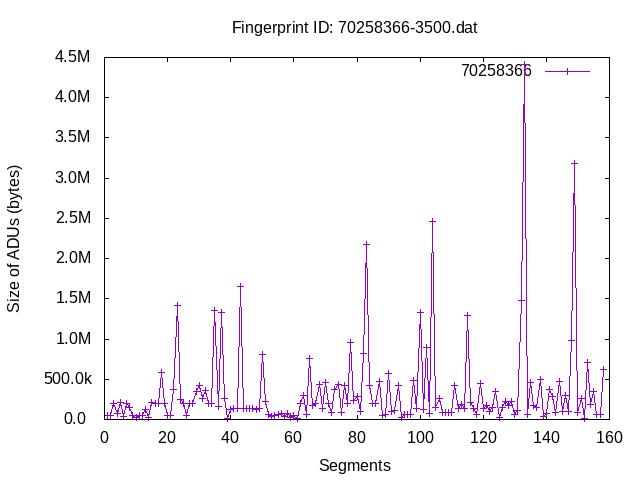 Fingerprint ID: 70258366-3500.dat
70258366
Size of ADUs (bytes)
4.5M
4.0M
3.5M
3.0M
2.5M
2.0M
1.5M
1.0M
500.0k
0.0
0 20 40 60 80 100 120 140 160
Segments